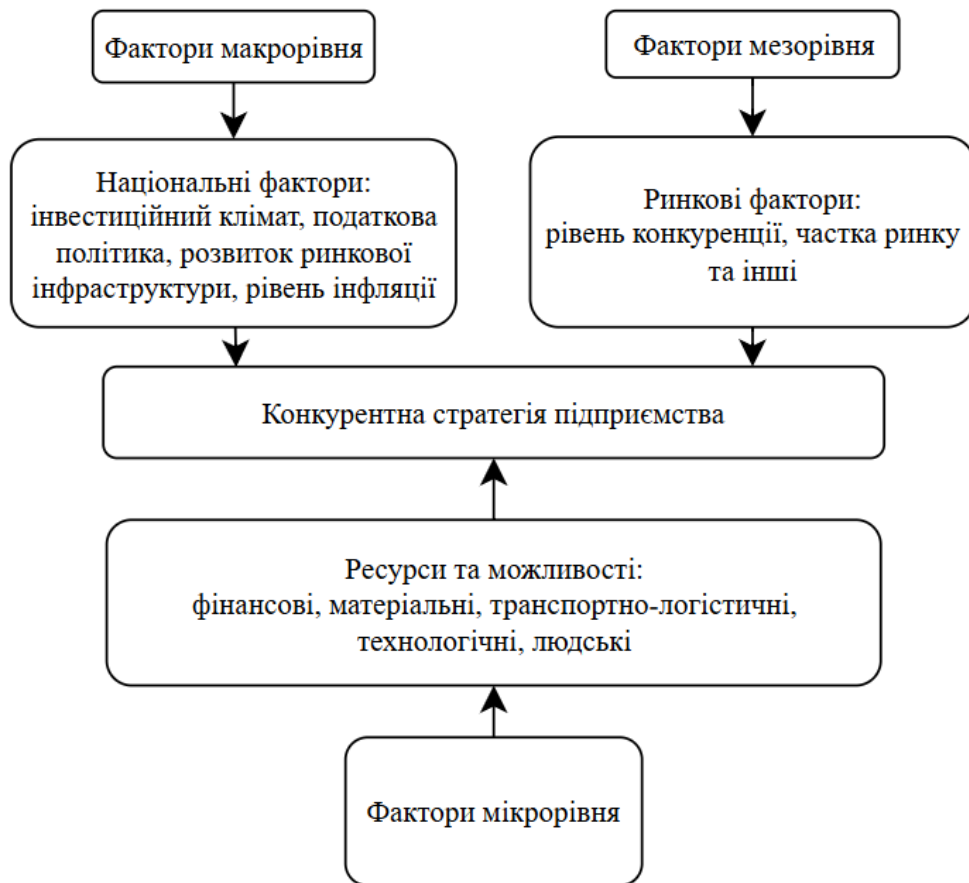 Фактори макрорівня
Фактори мезорівня
Національні фактори:
інвестиційний клімат, податкова
політика, розвиток ринкової
інфраструктури, рівень інфляції
Ринкові фактори:
рівень конкуренції, частка ринку
та інші
Конкурентна стратегія підприємства
Ресурси та можливості:
фінансові, матеріальні, транспортно-логістичні,
технологічні, людські
Фактори мікрорівня